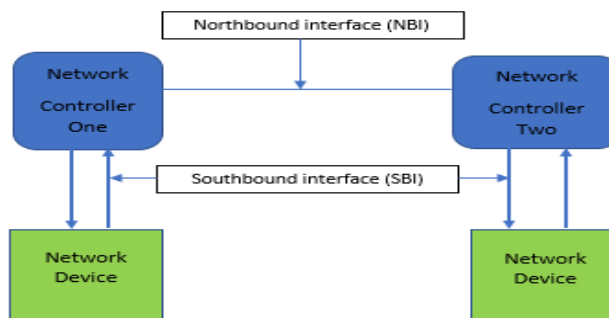 Northbound interface (NBI)
Network
Controller
One
Network
Controller
Two
Southbound interface (SBI)
Network
Device
Network
Device